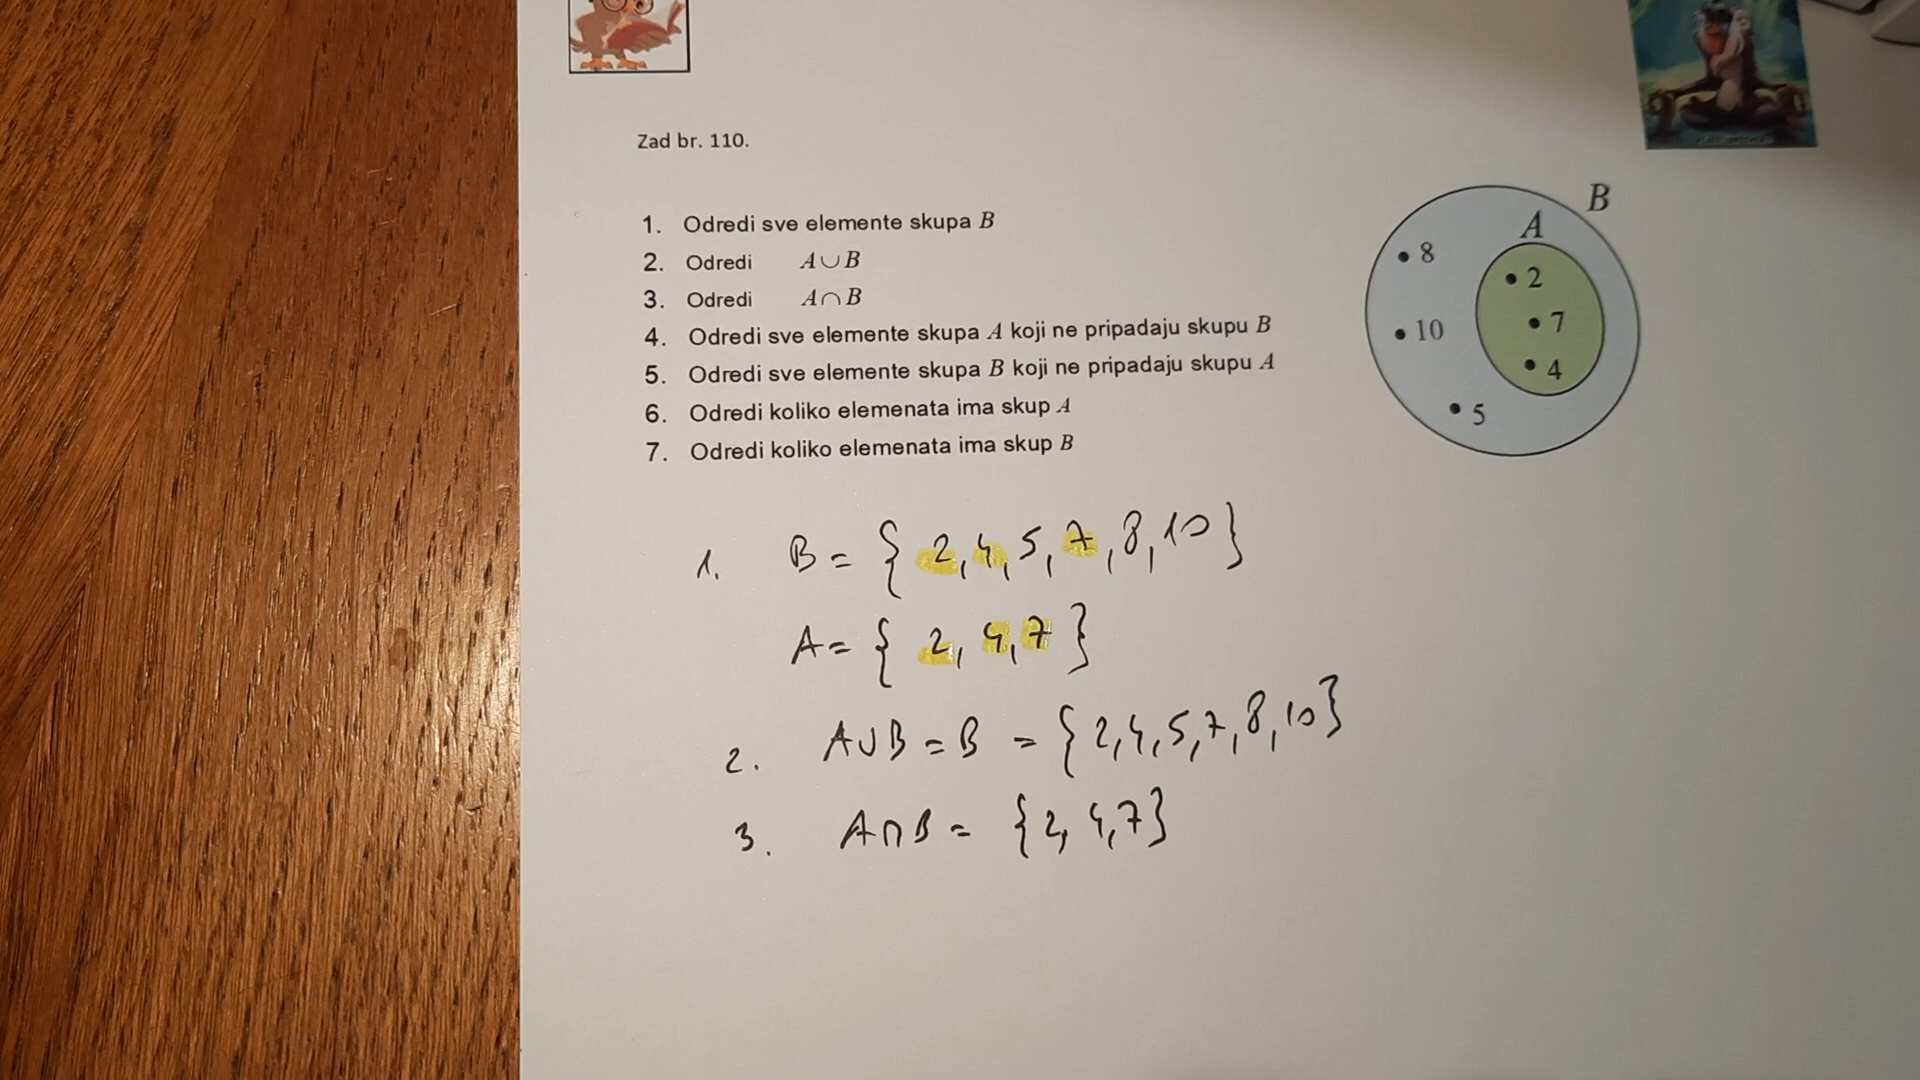 Zad br. 110.
1. Odredi sve elemente skupa B
2. Odredi A∪B
3. Odredi A∩B
4. Odredi sve elemente skupa A koji ne pripadaju skupu B
5. Odredi sve elemente skupa B koji ne pripadaju skupu A
6. Odredi koliko elemenata ima skup A
7. Odredi koliko elemenata ima skup B
B
A
8
2
7
10
4
5
1. B = { 2, 4, 5, 7, 8, 10 }
A = { 2, 4, 7 }
2. A∪B = B = { 2, 4, 5, 7, 8, 10 }
3. A∩B = { 2, 4, 7 }